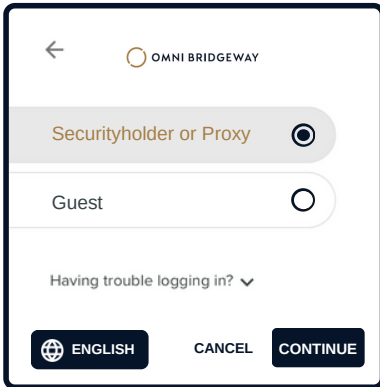 OMNI BRIDGEWAY
Securityholder or Proxy
Guest
Having trouble logging in?
ENGLISH CANCEL CONTINUE